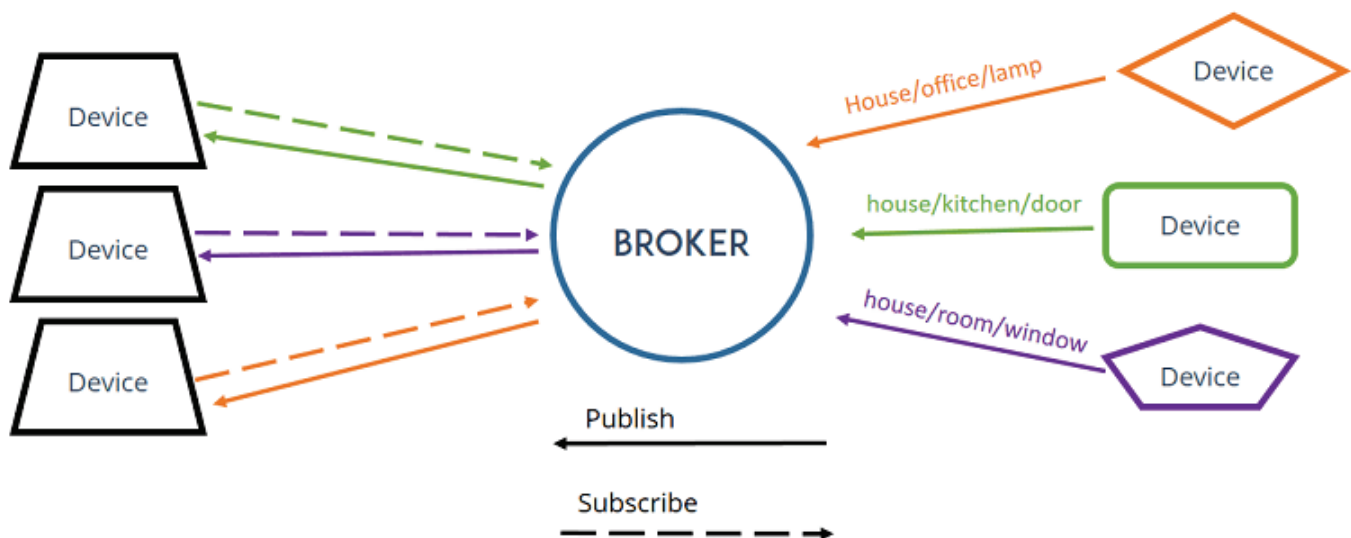 Device
House/office/lamp
Device
Device
house/kitchen/door
Device
BROKER
Device
house/room/window
Device
Publish
Subscribe